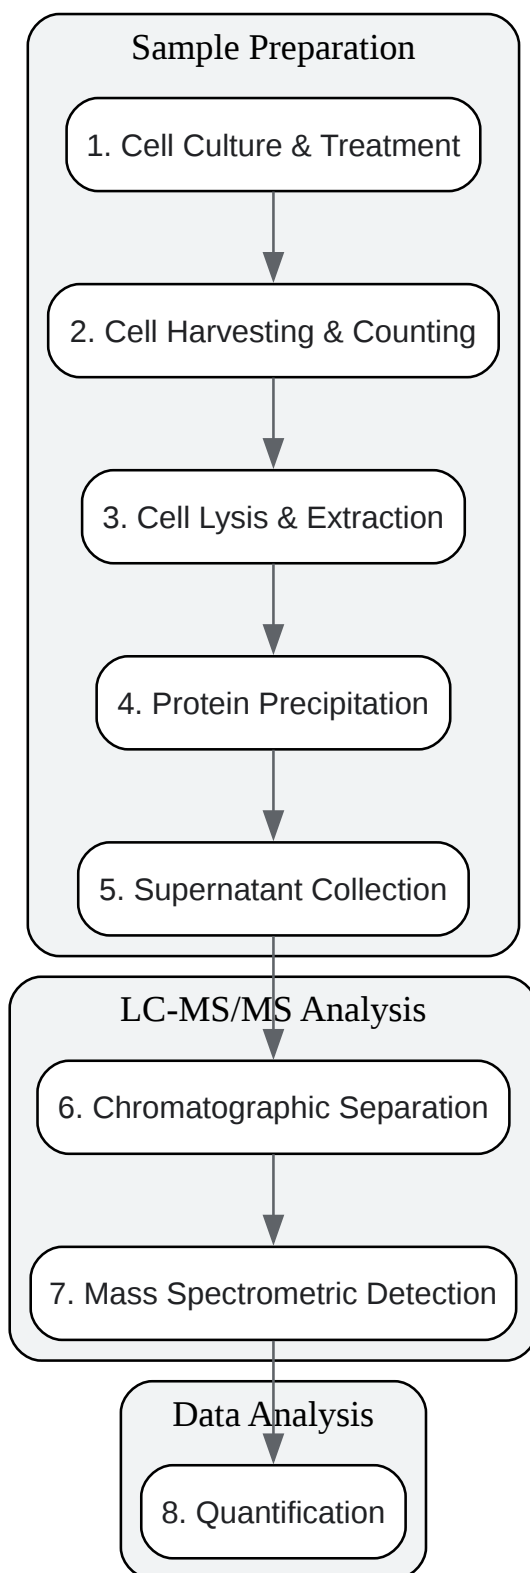 Sample Preparation
1. Cell Culture & Treatment
2. Cell Harvesting & Counting
3. Cell Lysis & Extraction
4. Protein Precipitation
5. Supernatant Collection
LC-MS/MS Analysis
6. Chromatographic Separation
7. Mass Spectrometric Detection
Data Analysis
8. Quantification